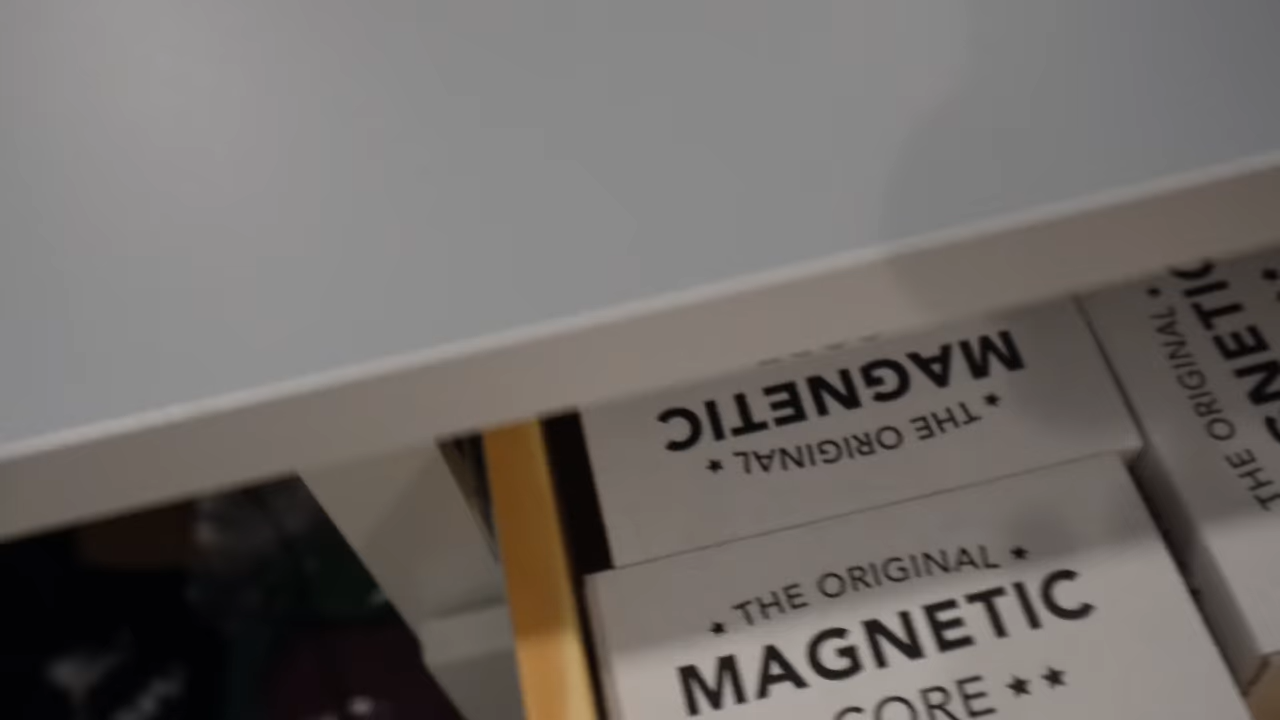 MAGNETIC
★ THE ORIGINAL ★
THE ORIGINAL ★
★ THE ORIGINAL ★
MAGNETIC
CORE ★★